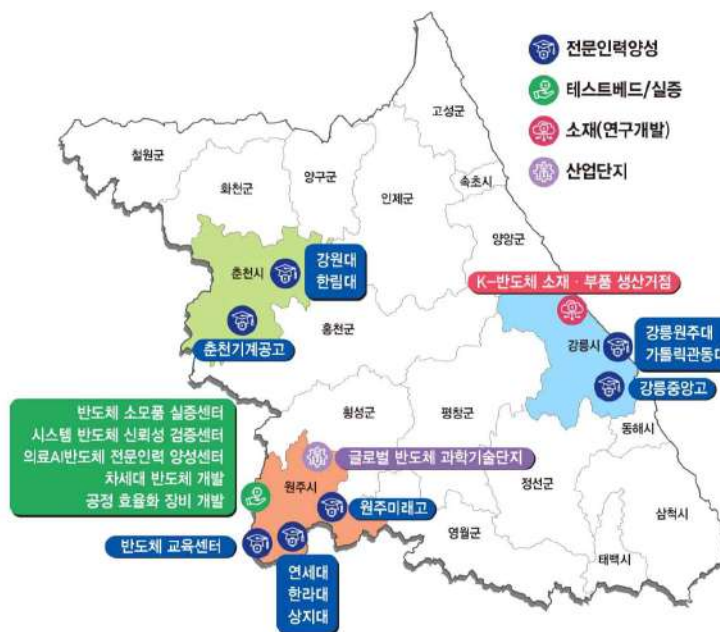 전문인력양성
테스트베드/실증
소재(연구개발)
산업단지
고성군
철원군
화천군
양구군
인제군
속초시
양양군
춘천시
강원대
한림대
춘천기계공고
홍천군
K-반도체 소재·부품 생산거점
강릉시
강릉원주대
가톨릭관동대
강릉중앙고
반도체 소모품 실증센터
시스템 반도체 신뢰성 검증센터
의료AI반도체 전문인력 양성센터
차세대 반도체 개발
공정 효율화 장비 개발
횡성군
평창군
동해시
글로벌 반도체 과학기술단지
원주시
정선군
원주미래고
삼척시
반도체 교육센터
영월군
태백시
연세대
한라대
상지대